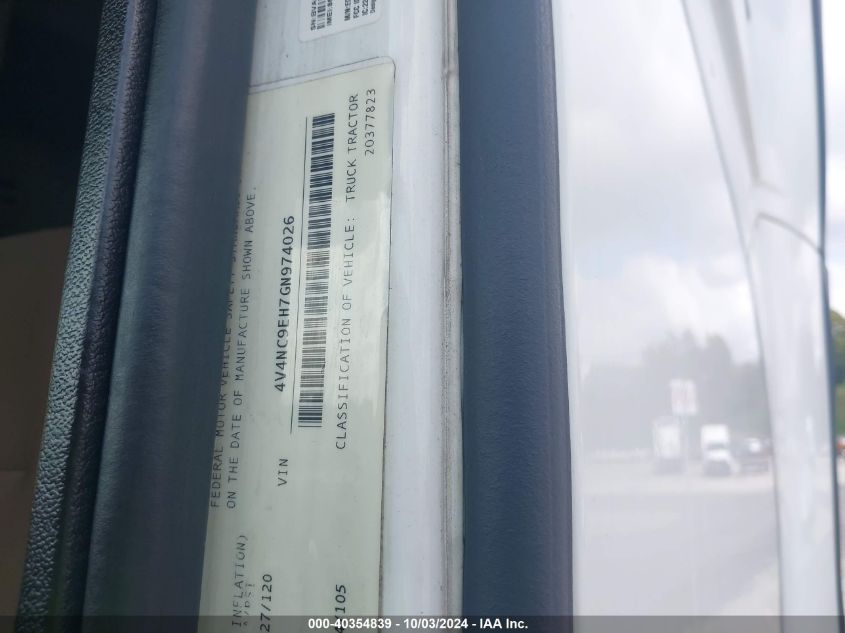 FEDERAL MOTOR VEHICLE SAFETY
ON THE DATE OF MANUFACTURE SHOWN ABOVE.
VIN 4V4NC9EH7GN974026
CLASSIFICATION OF VEHICLE: TRUCK TRACTOR
20377823
INFLATION)
27/120
105
000-40354839 - 10/03/2024 - IAA Inc.